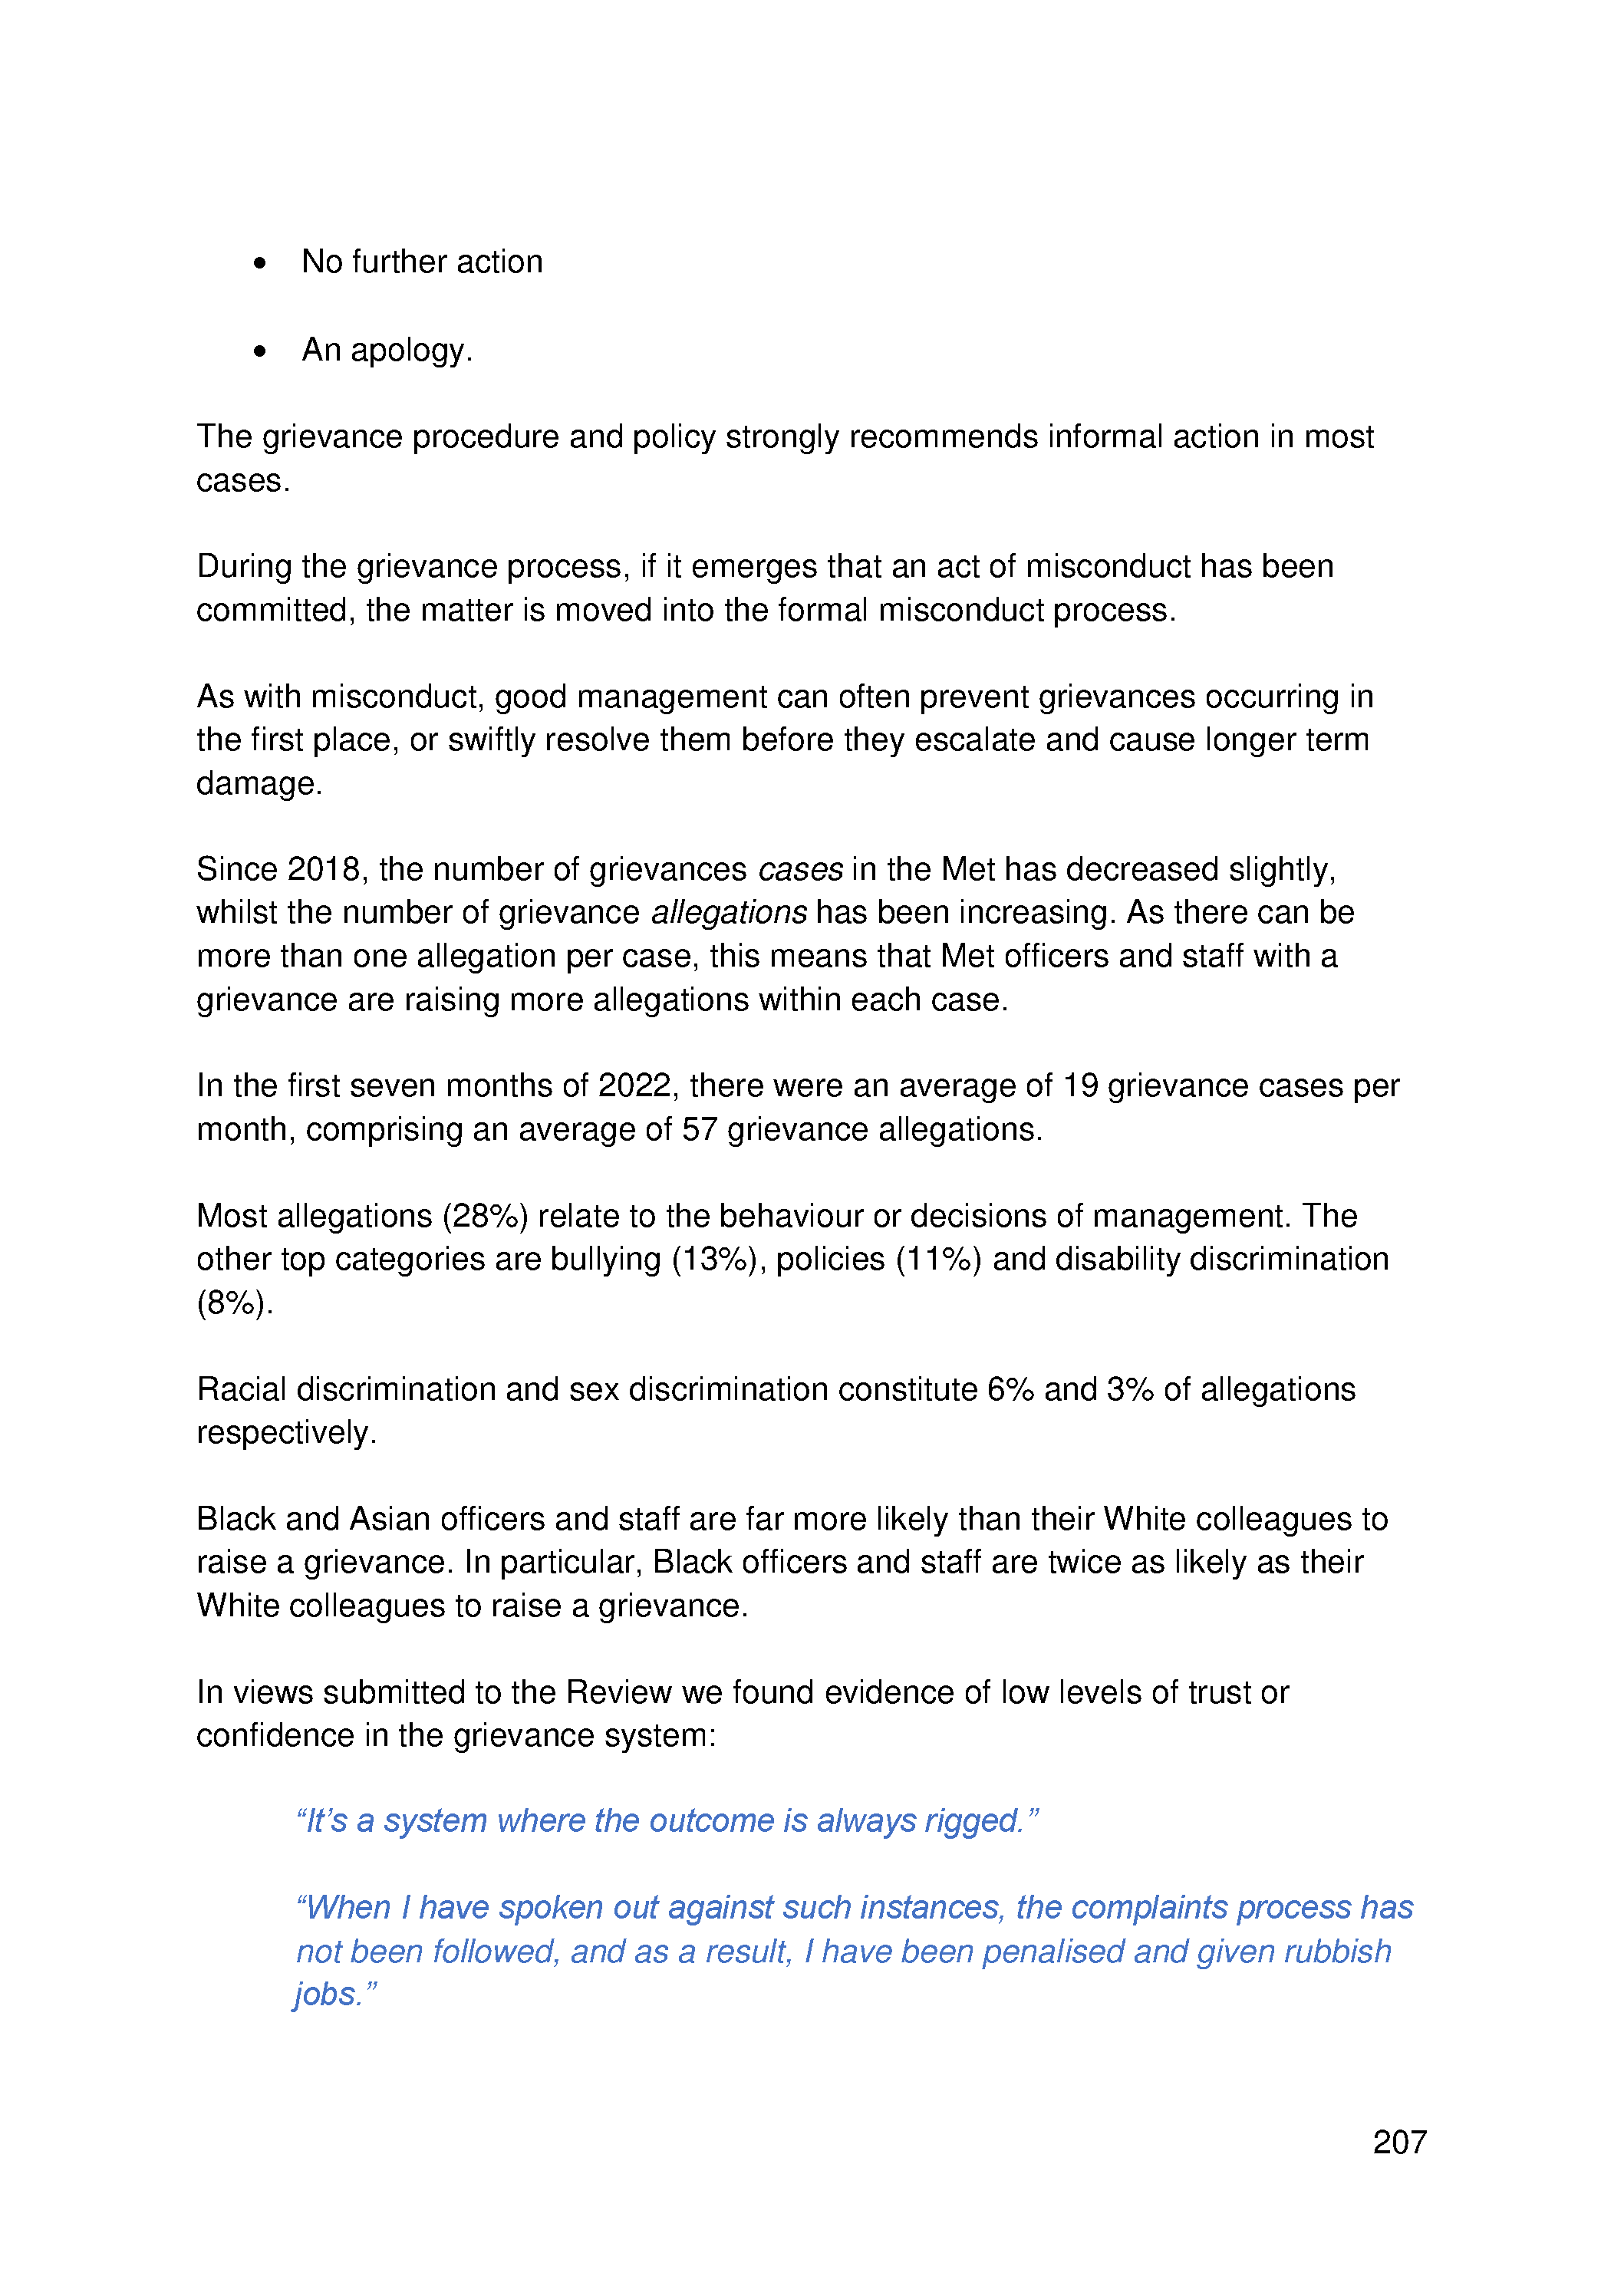 • No further action
• An apology.
The grievance procedure and policy strongly recommends informal action in most
cases.
During the grievance process, if it emerges that an act of misconduct has been
committed, the matter is moved into the formal misconduct process.
As with misconduct, good management can often prevent grievances occurring in
the first place, or swiftly resolve them before they escalate and cause longer term
damage.
Since 2018, the number of grievances cases in the Met has decreased slightly,
whilst the number of grievance allegations has been increasing. As there can be
more than one allegation per case, this means that Met officers and staff with a
grievance are raising more allegations within each case.
In the first seven months of 2022, there were an average of 19 grievance cases per
month, comprising an average of 57 grievance allegations.
Most allegations (28%) relate to the behaviour or decisions of management. The
other top categories are bullying (13%), policies (11%) and disability discrimination
(8%).
Racial discrimination and sex discrimination constitute 6% and 3% of allegations
respectively.
Black and Asian officers and staff are far more likely than their White colleagues to
raise a grievance. In particular, Black officers and staff are twice as likely as their
White colleagues to raise a grievance.
In views submitted to the Review we found evidence of low levels of trust or
confidence in the grievance system:
“It’s a system where the outcome is always rigged.”
“When I have spoken out against such instances, the complaints process has
not been followed, and as a result, I have been penalised and given rubbish
jobs.”
207